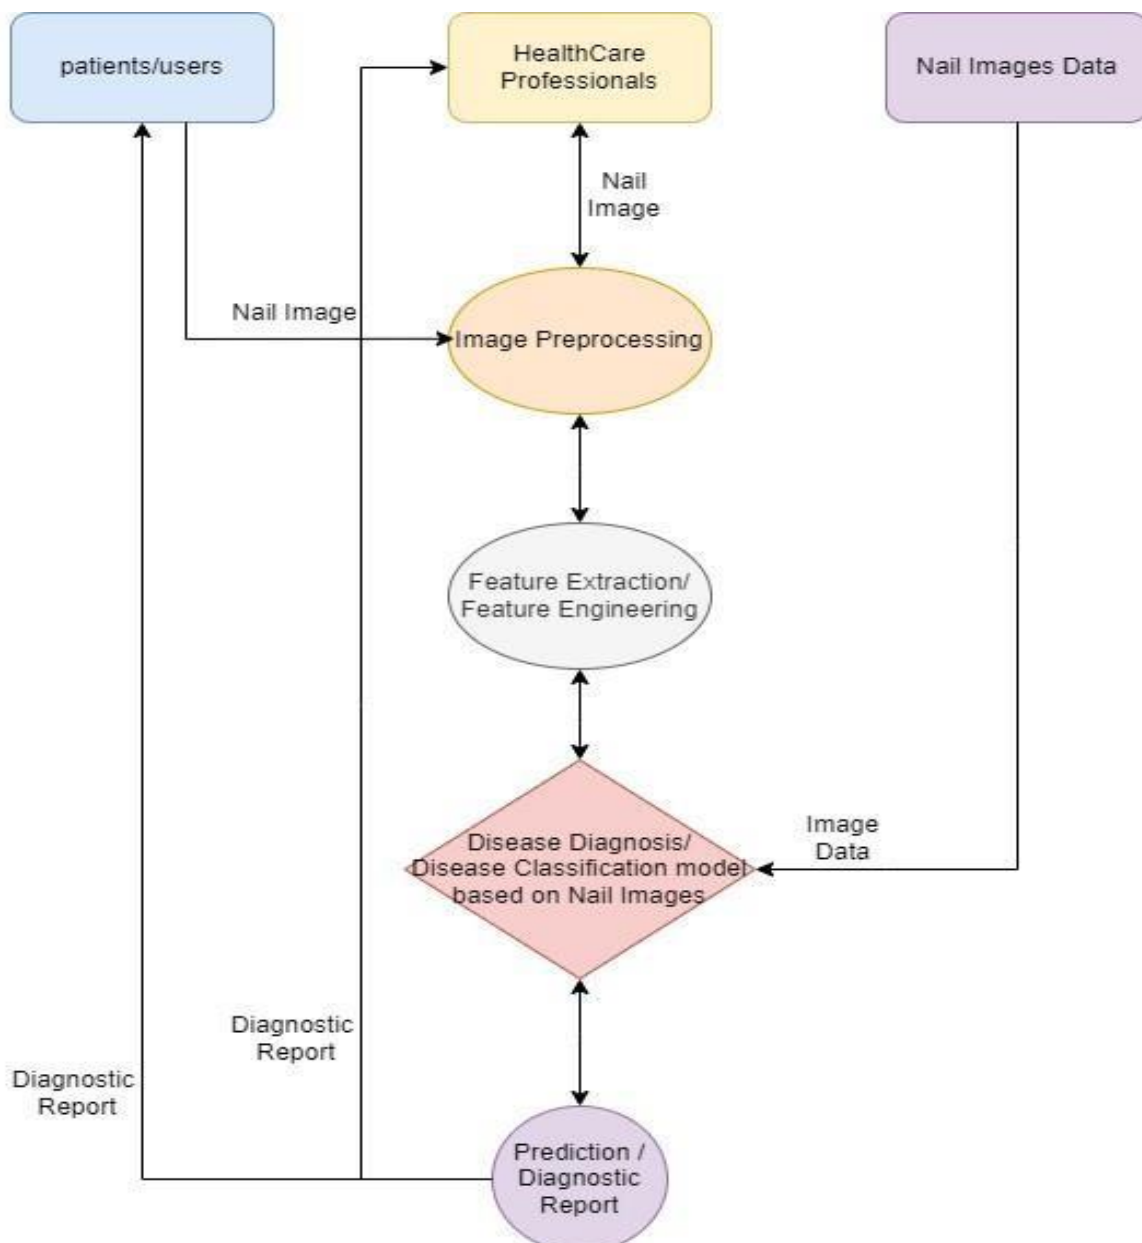 patients/users
HealthCare
Professionals
Nail Images Data
Nail
Image
Nail Image
Image Preprocessing
Feature Extraction/
Feature Engineering
Disease Diagnosis/
Disease Classification model
based on Nail Images
Image
Data
Diagnostic
Report
Diagnostic
Report
Prediction /
Diagnostic
Report